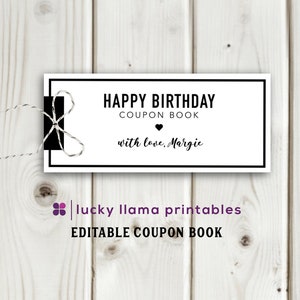 HAPPY BIRTHDAY
COUPON BOOK
with love, Margie
lucky llama printables
EDITABLE COUPON BOOK